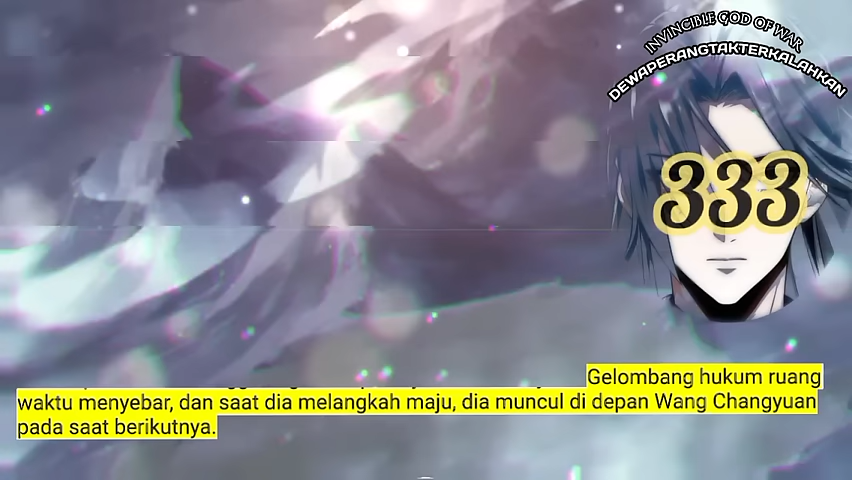 INVINCIBLE GOD OF WAR
DEWAPERANGTAKTERKALAHKAN
333
Gelombang hukum ruang
waktu menyebar, dan saat dia melangkah maju, dia muncul di depan Wang Changyuan
pada saat berikutnya.